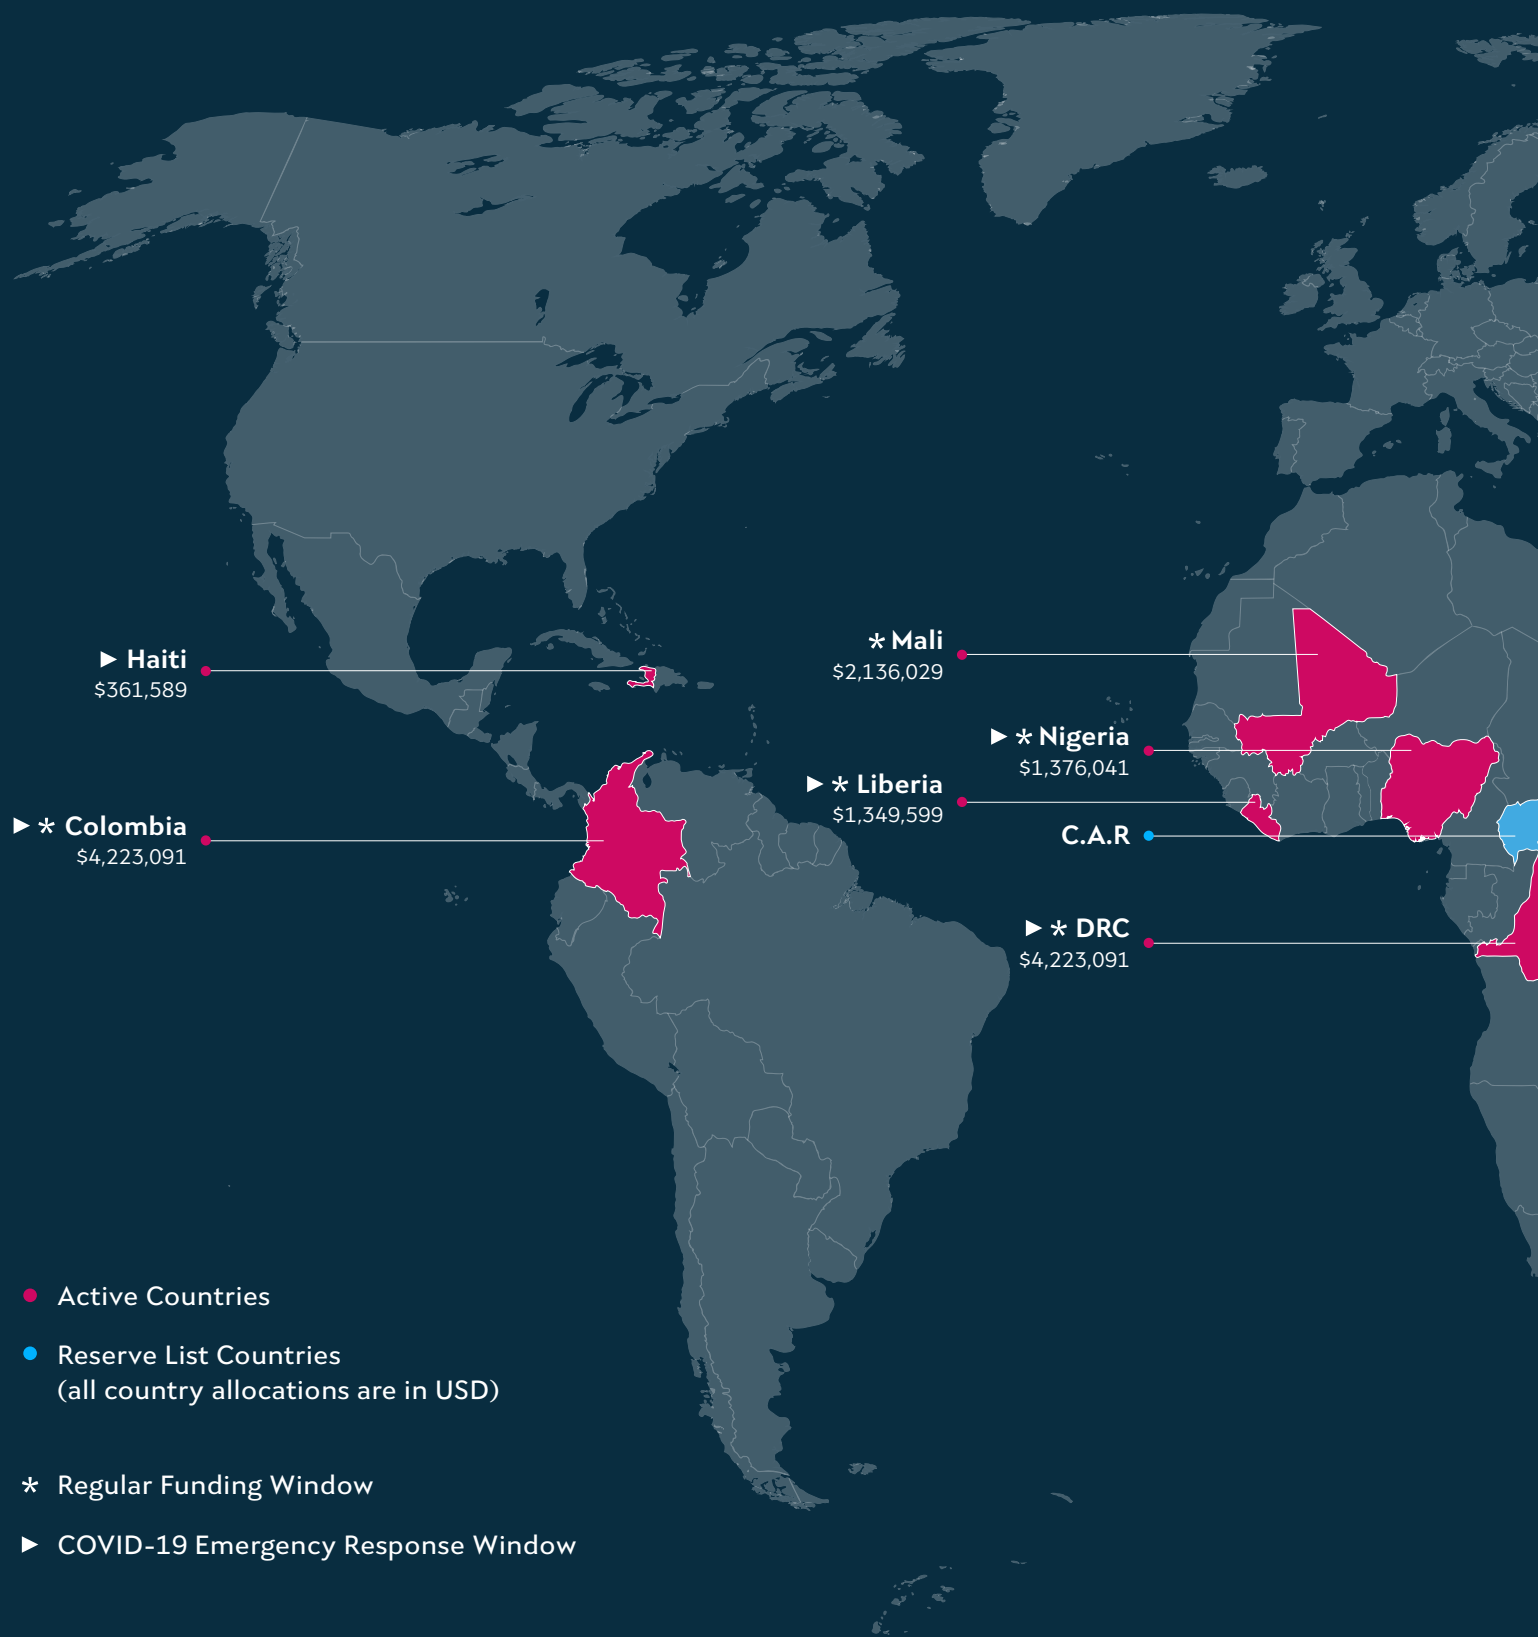 ► Haiti
$361,589
* Mali
$2,136,029
► * Nigeria
$1,376,041
► * Liberia
$1,349,599
► * Colombia
$4,223,091
C.A.R
► * DRC
$4,223,091
Active Countries
Reserve List Countries
(all country allocations are in USD)
* Regular Funding Window
► COVID-19 Emergency Response Window